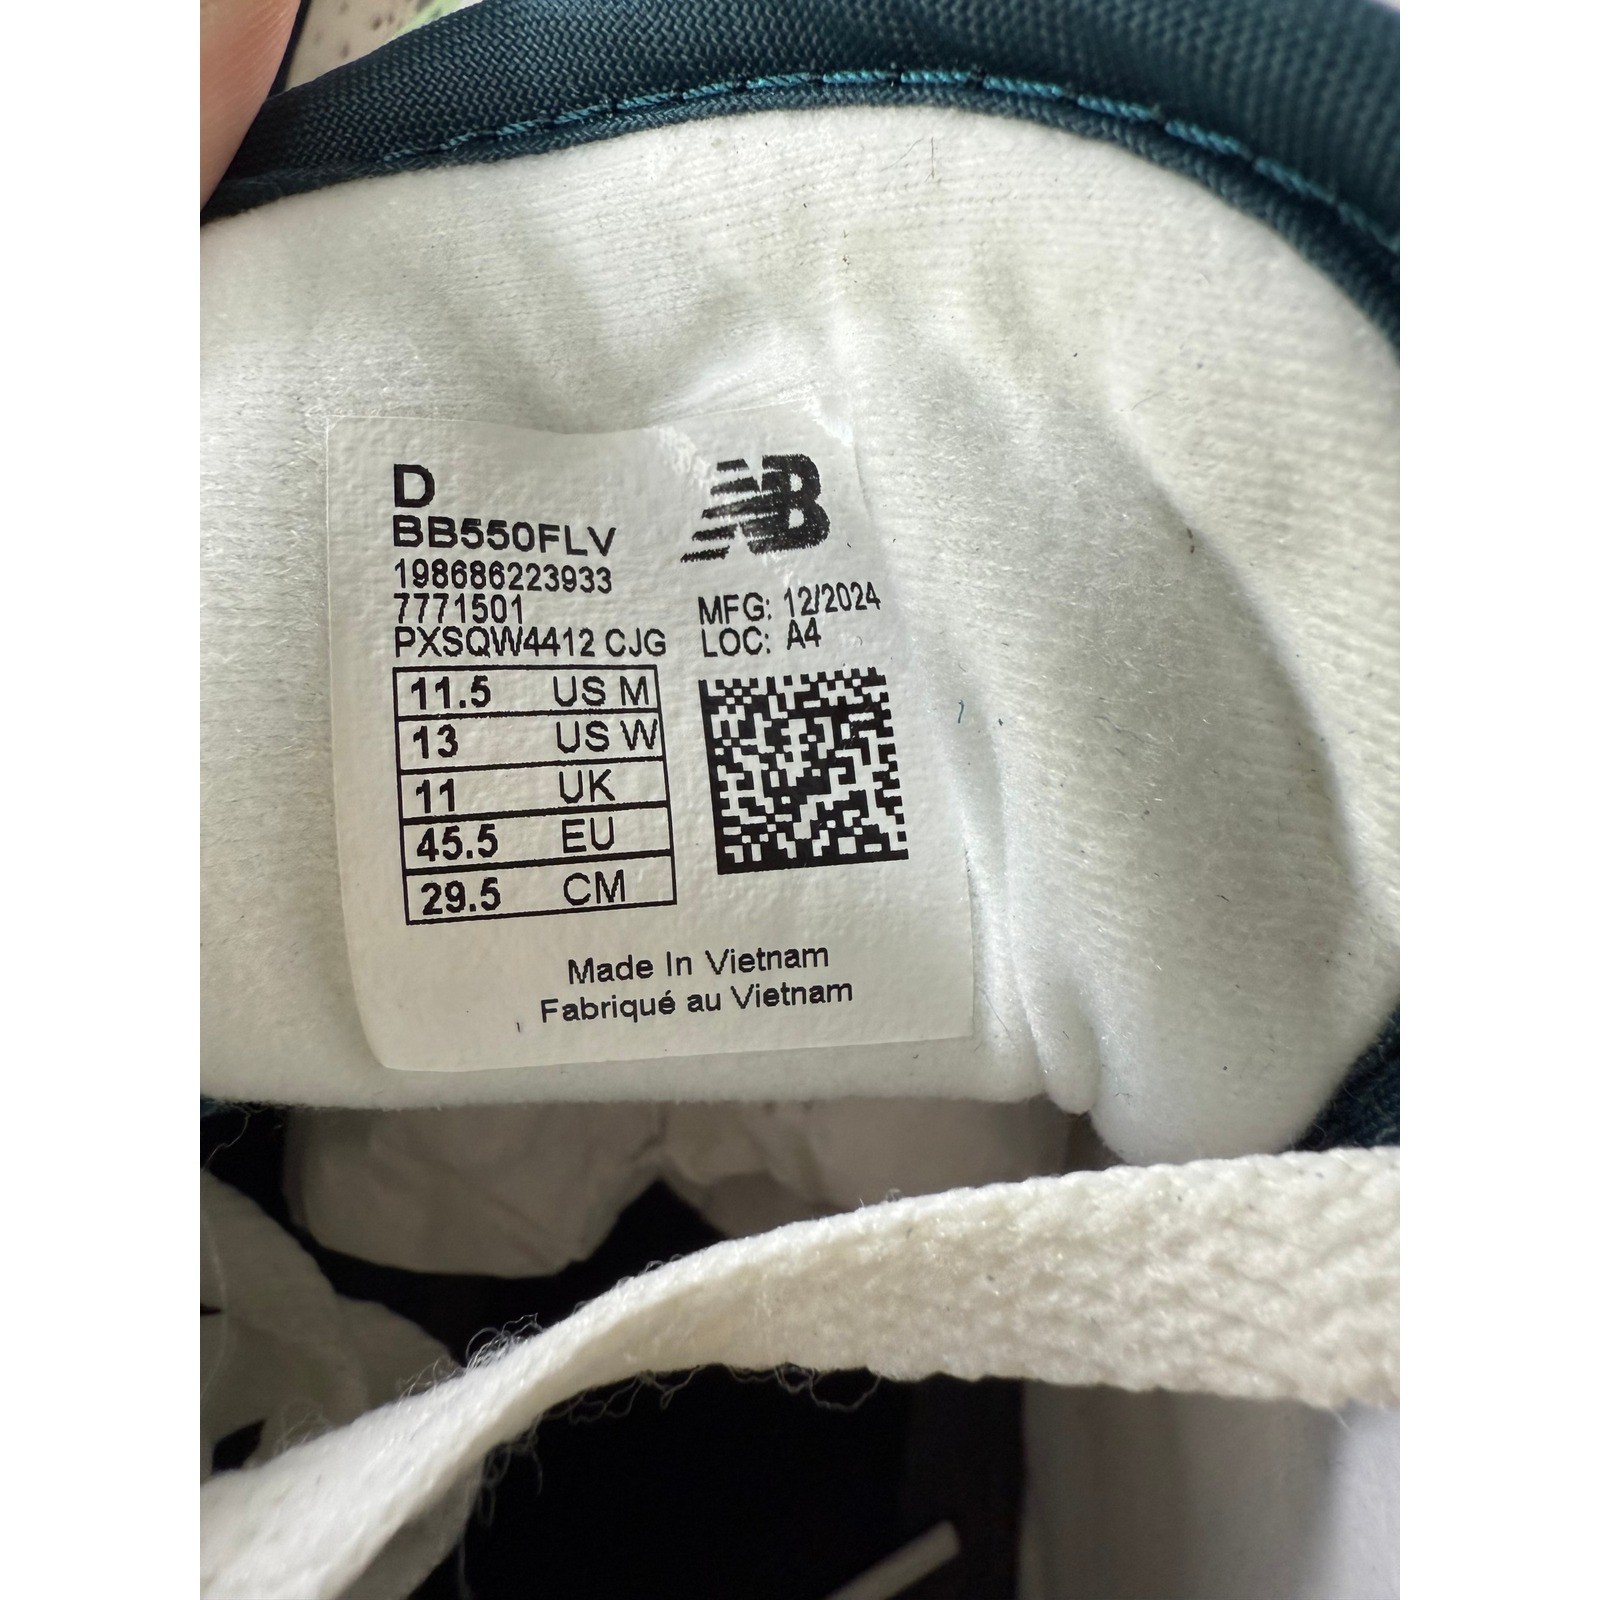 D
NB
BB550FLV
198686223933
7771501
PXSQW4412 CJG
MFG: 12/2024
LOC: A4
11.5 US M
13 US W
11 UK
45.5 EU
29.5 CM
Made In Vietnam
Fabriqué au Vietnam